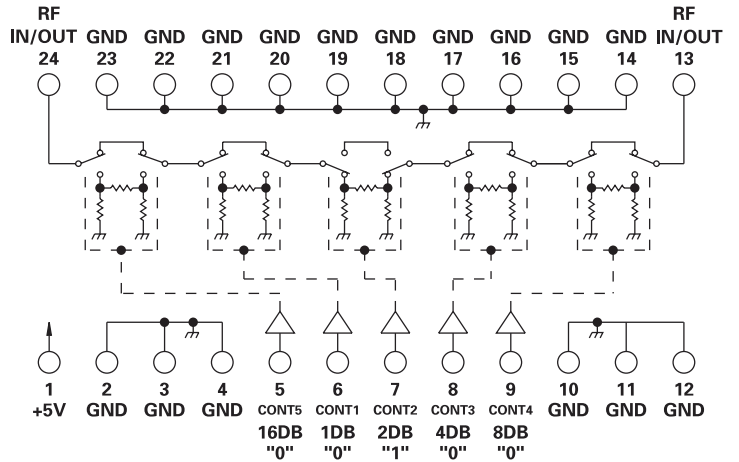 RF RF
IN/OUT GND GND GND GND GND GND GND GND GND GND IN/OUT
24 23 22 21 20 19 18 17 16 15 14 13
1 2 3 4 5 6 7 8 9 10 11 12
+5V GND GND GND CONT5 CONT1 CONT2 CONT3 CONT4 GND GND GND
16DB 1DB 2DB 4DB 8DB
"0" "0" "1" "0" "0"